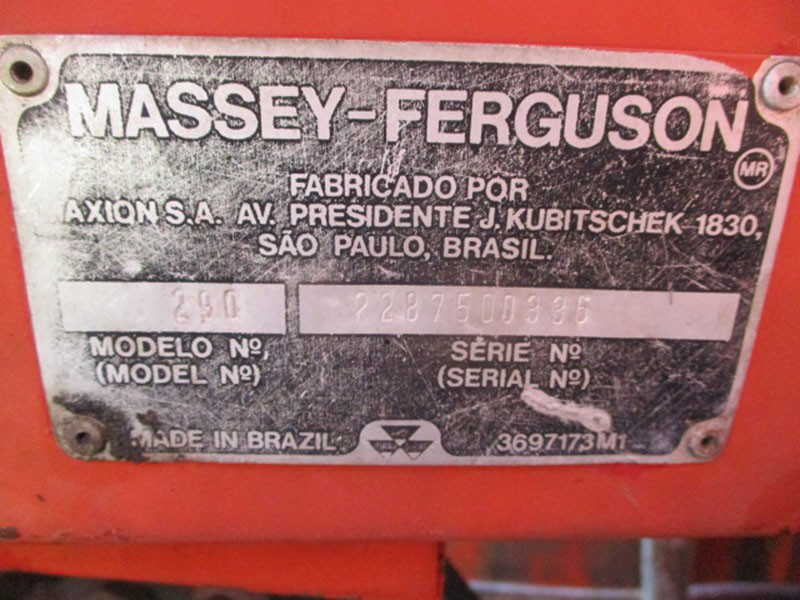 MASSEY-FERGUSON
MR
FABRICADO POR
AXION S.A. AV. PRESIDENTE J. KUBITSCHEK 1830,
SÃO PAULO, BRASIL.
290 2287500336
MODELO Nº, SÉRIE Nº
(MODEL Nº) (SERIAL Nº)
MADE IN BRAZIL 3697173M1